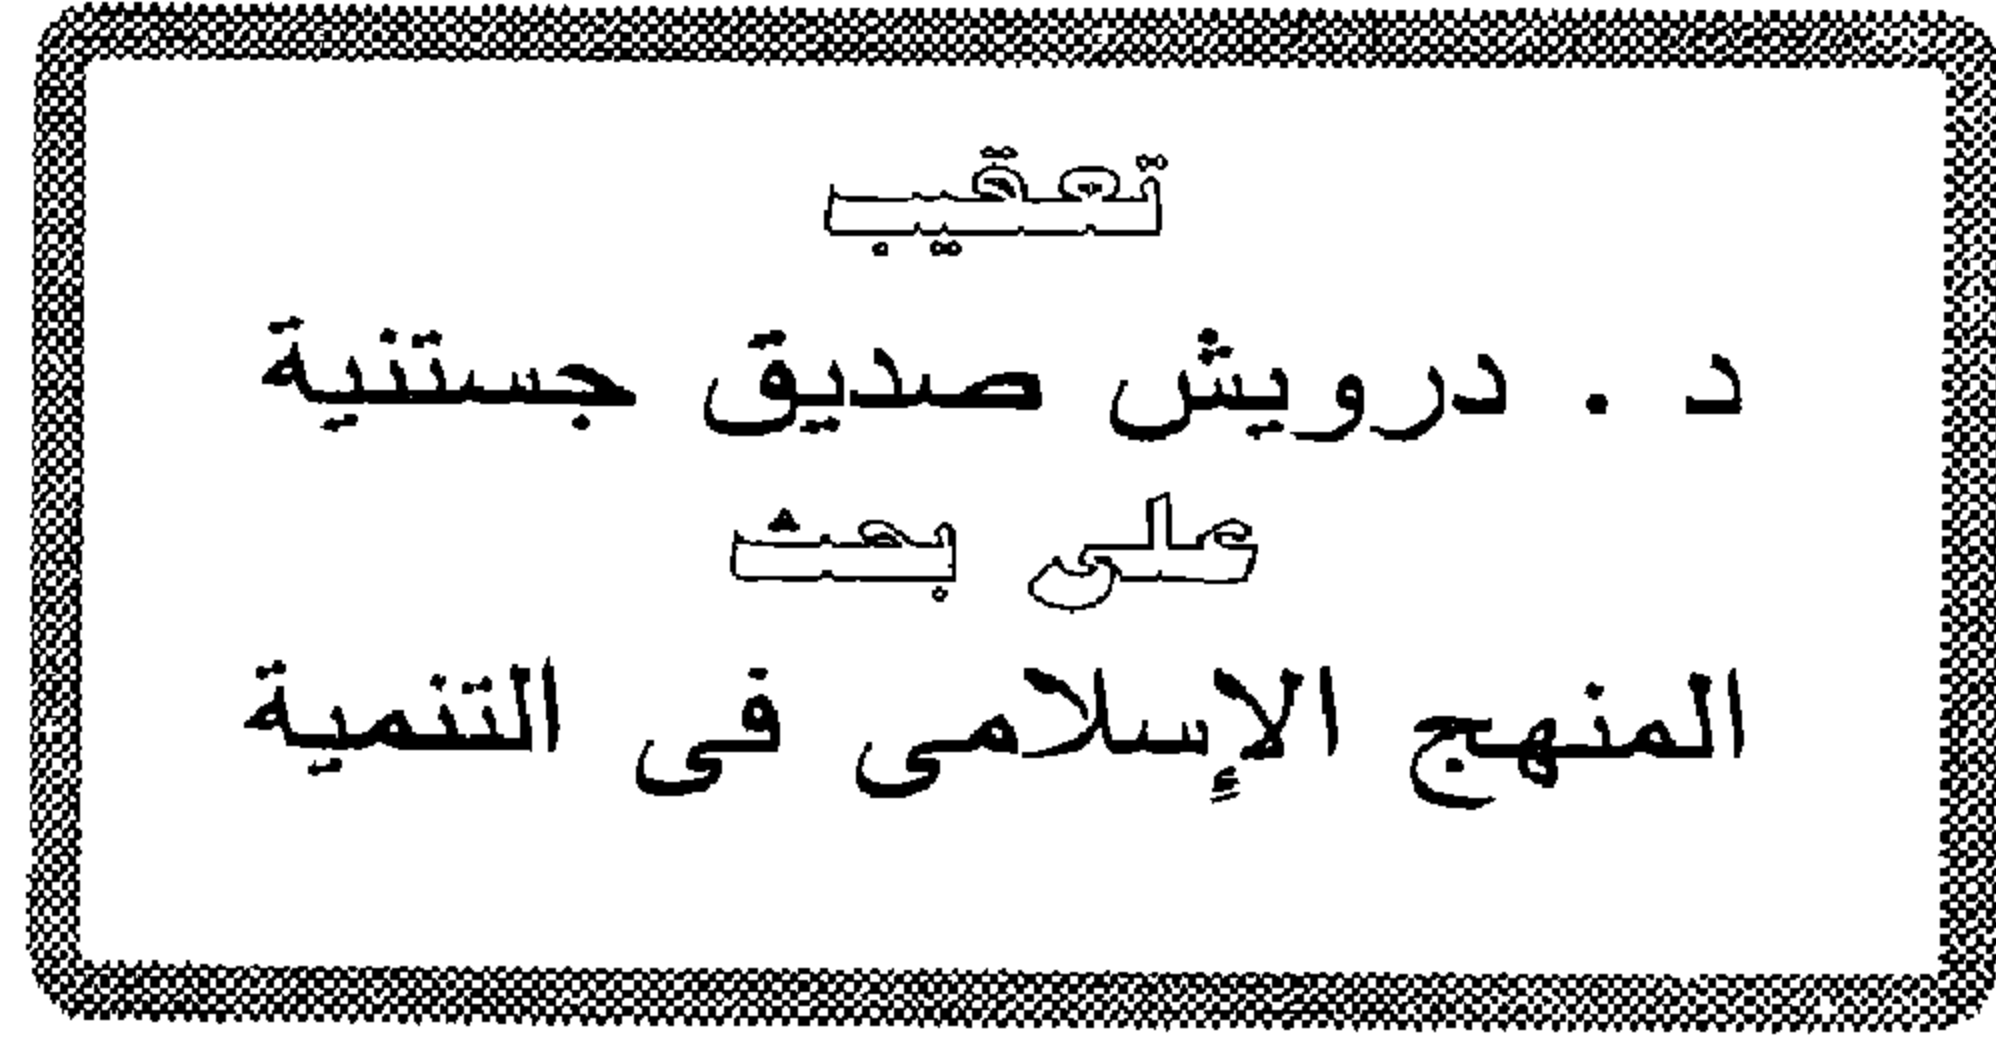 تعقيب
د . درويش صديق جستنية
على بحث
المنهج الإسلامى فى التنمية